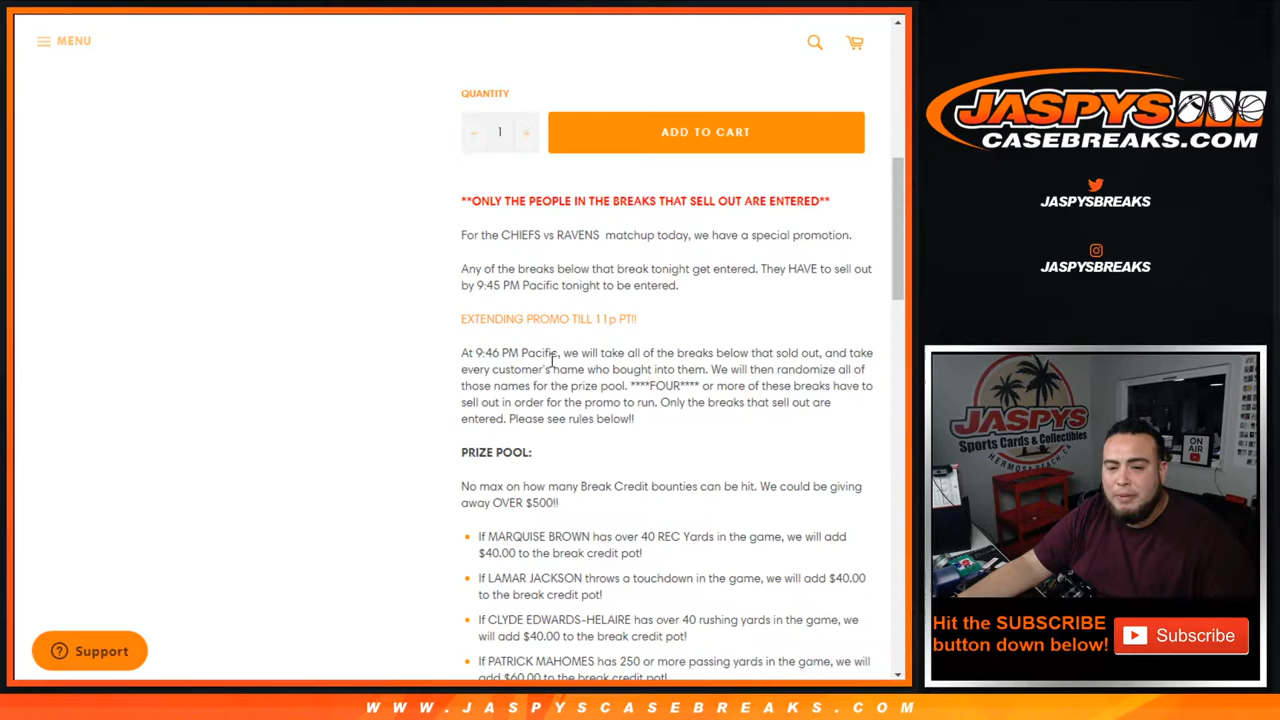 MENU
QUANTITY
− 1 +
ADD TO CART
**ONLY THE PEOPLE IN THE BREAKS THAT SELL OUT ARE ENTERED**
For the CHIEFS vs RAVENS matchup today, we have a special promotion.
Any of the breaks below that break tonight get entered. They HAVE to sell out
by 9:45 PM Pacific tonight to be entered.
EXTENDING PROMO TILL 11p PT!!
At 9:46 PM Pacific, we will take all of the breaks below that sold out, and take
every customer's name who bought into them. We will then randomize all of
those names for the prize pool. ****FOUR**** or more of these breaks have to
sell out in order for the promo to run. Only the breaks that sell out are
entered. Please see rules below!!
PRIZE POOL:
No max on how many Break Credit bounties can be hit. We could be giving
away OVER $500!!
If MARQUISE BROWN has over 40 REC Yards in the game, we will add
$40.00 to the break credit pot!
If LAMAR JACKSON throws a touchdown in the game, we will add $40.00
to the break credit pot!
If CLYDE EDWARDS-HELAIRE has over 40 rushing yards in the game, we
will add $40.00 to the break credit pot!
If PATRICK MAHOMES has 250 or more passing yards in the game, we will
add $60.00 to the break credit pot!
Support
JASPYS
CASEBREAKS.COM
JASPYSBREAKS
JASPYSBREAKS
JASPYS
Sports Cards & Collectibles
HERMOSA BEACH, CA
ON
AIR
Hit the SUBSCRIBE
button down below!
Subscribe
WWW.JASPYSCASEBREAKS.COM